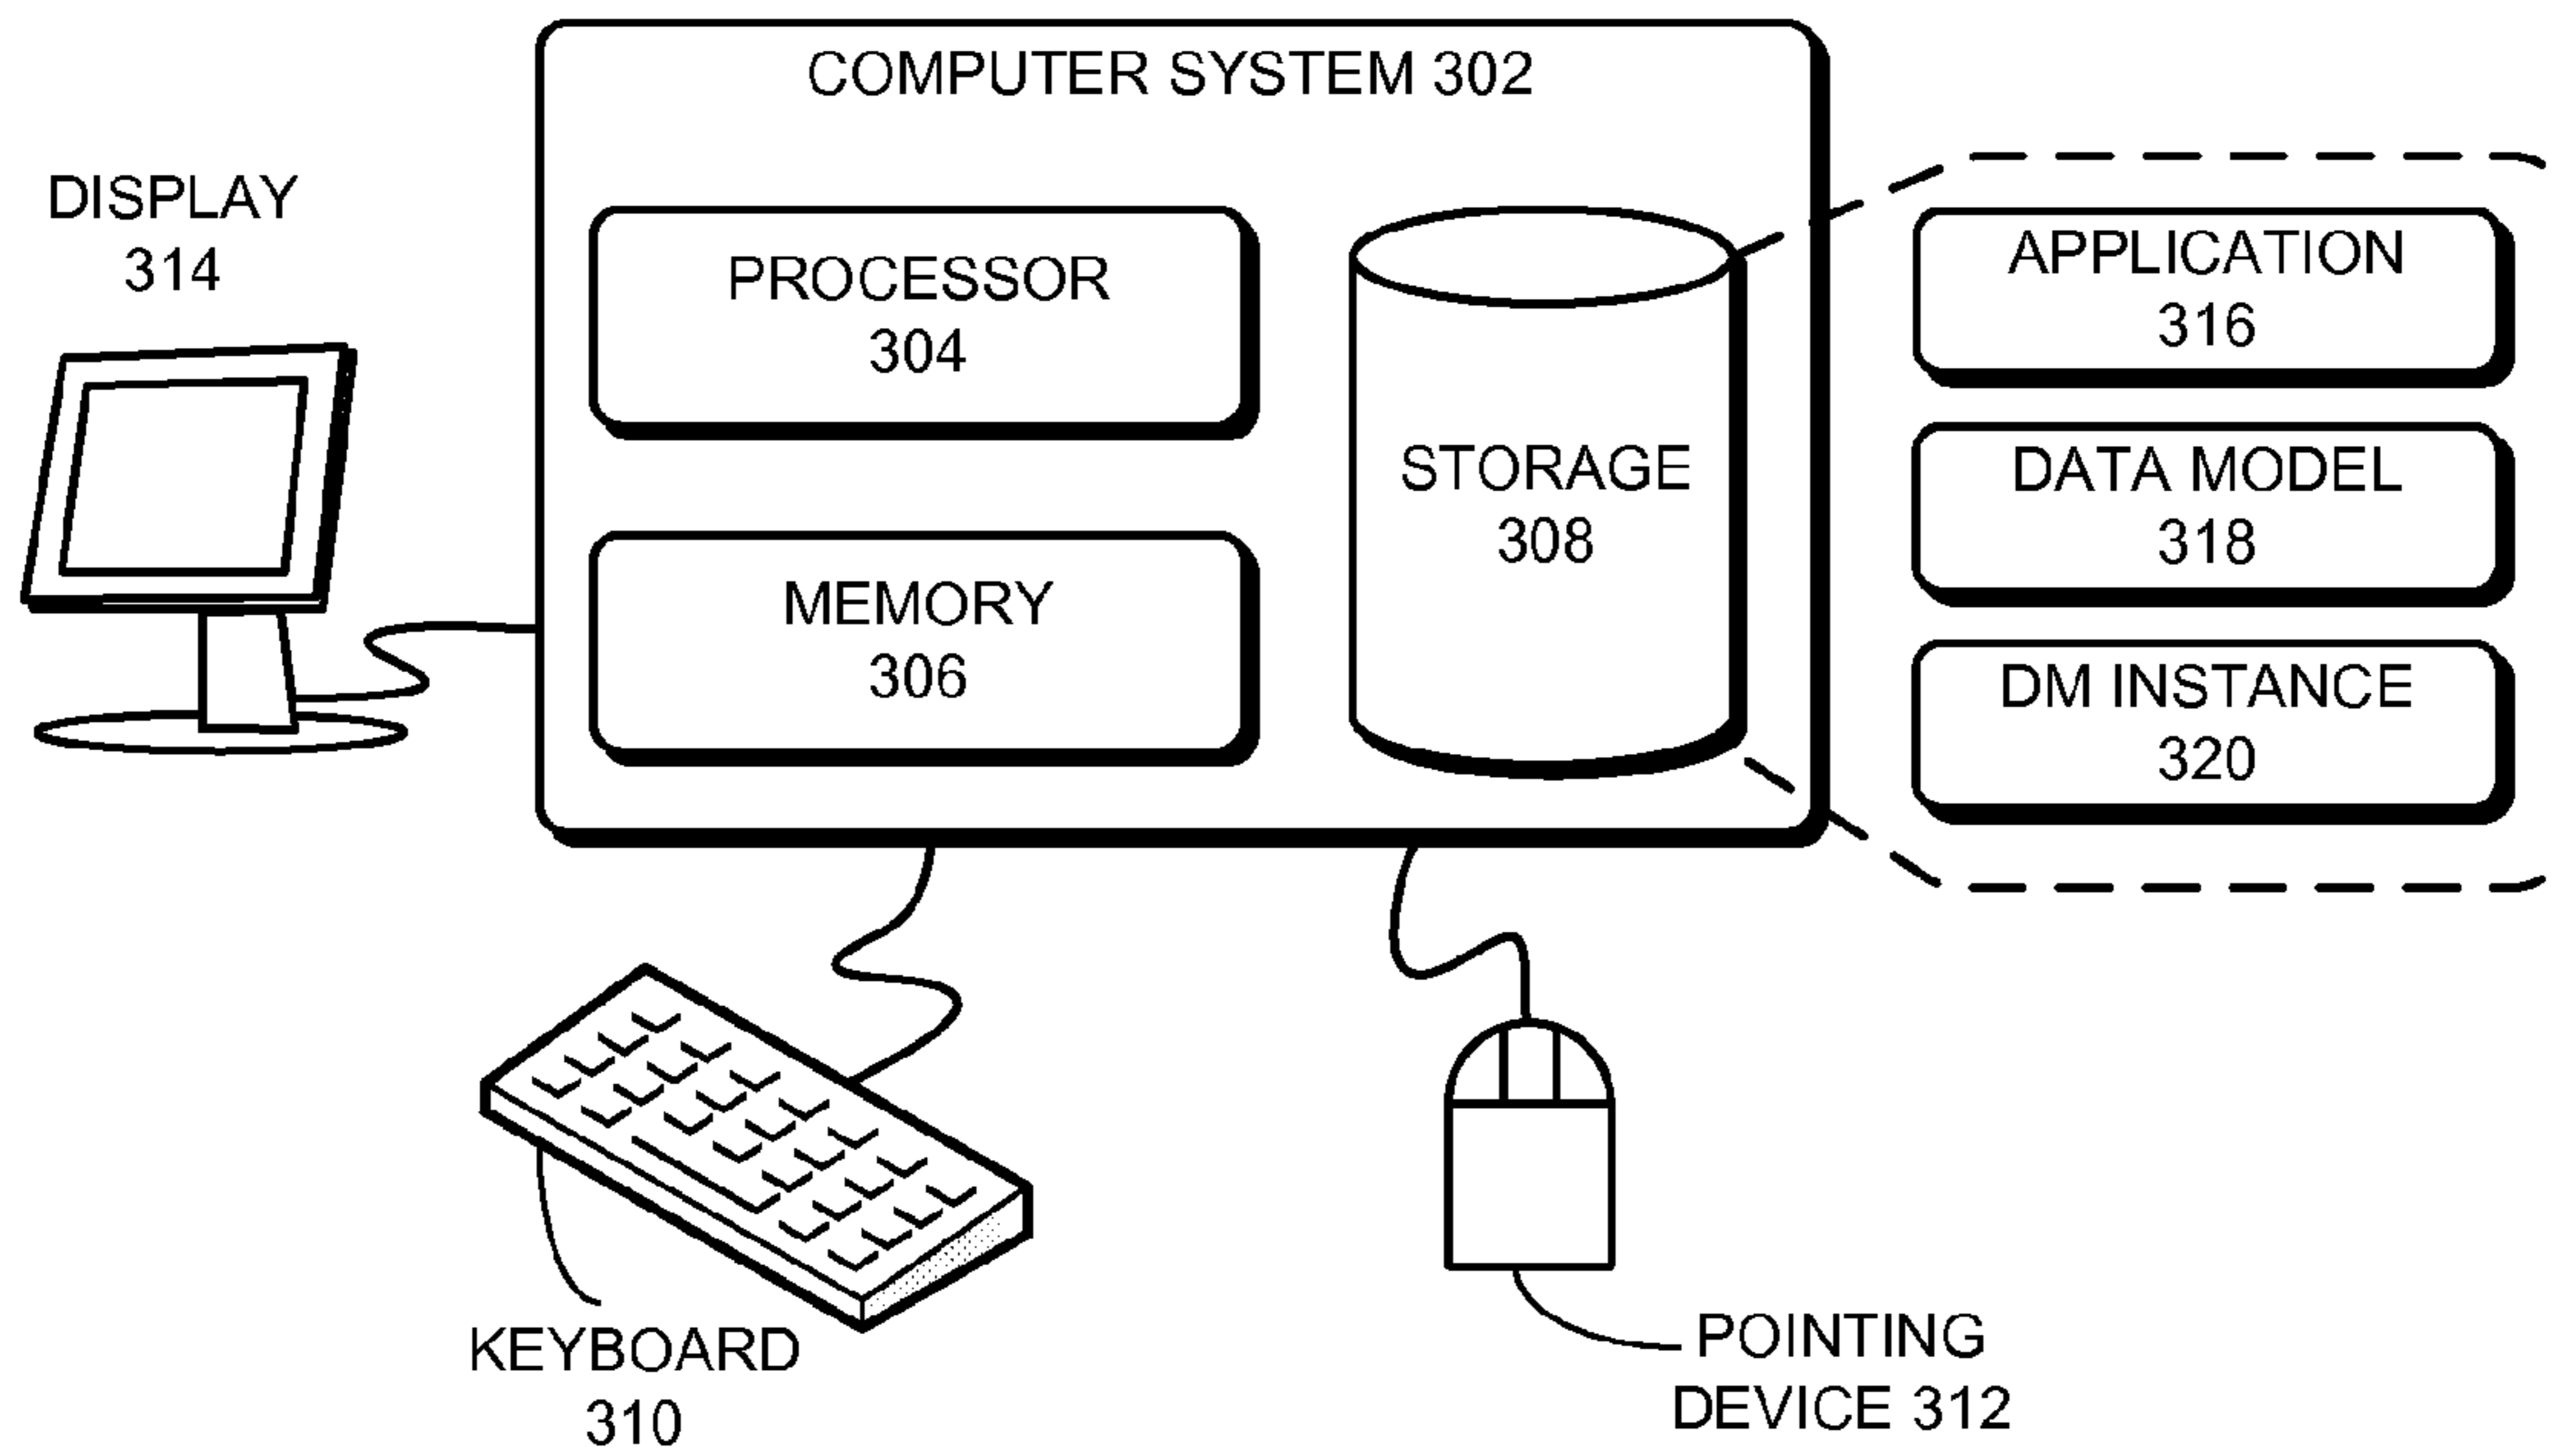 COMPUTER SYSTEM 302
DISPLAY
314
PROCESSOR
304
MEMORY
306
STORAGE
308
APPLICATION
316
DATA MODEL
318
DM INSTANCE
320
KEYBOARD
310
POINTING
DEVICE 312